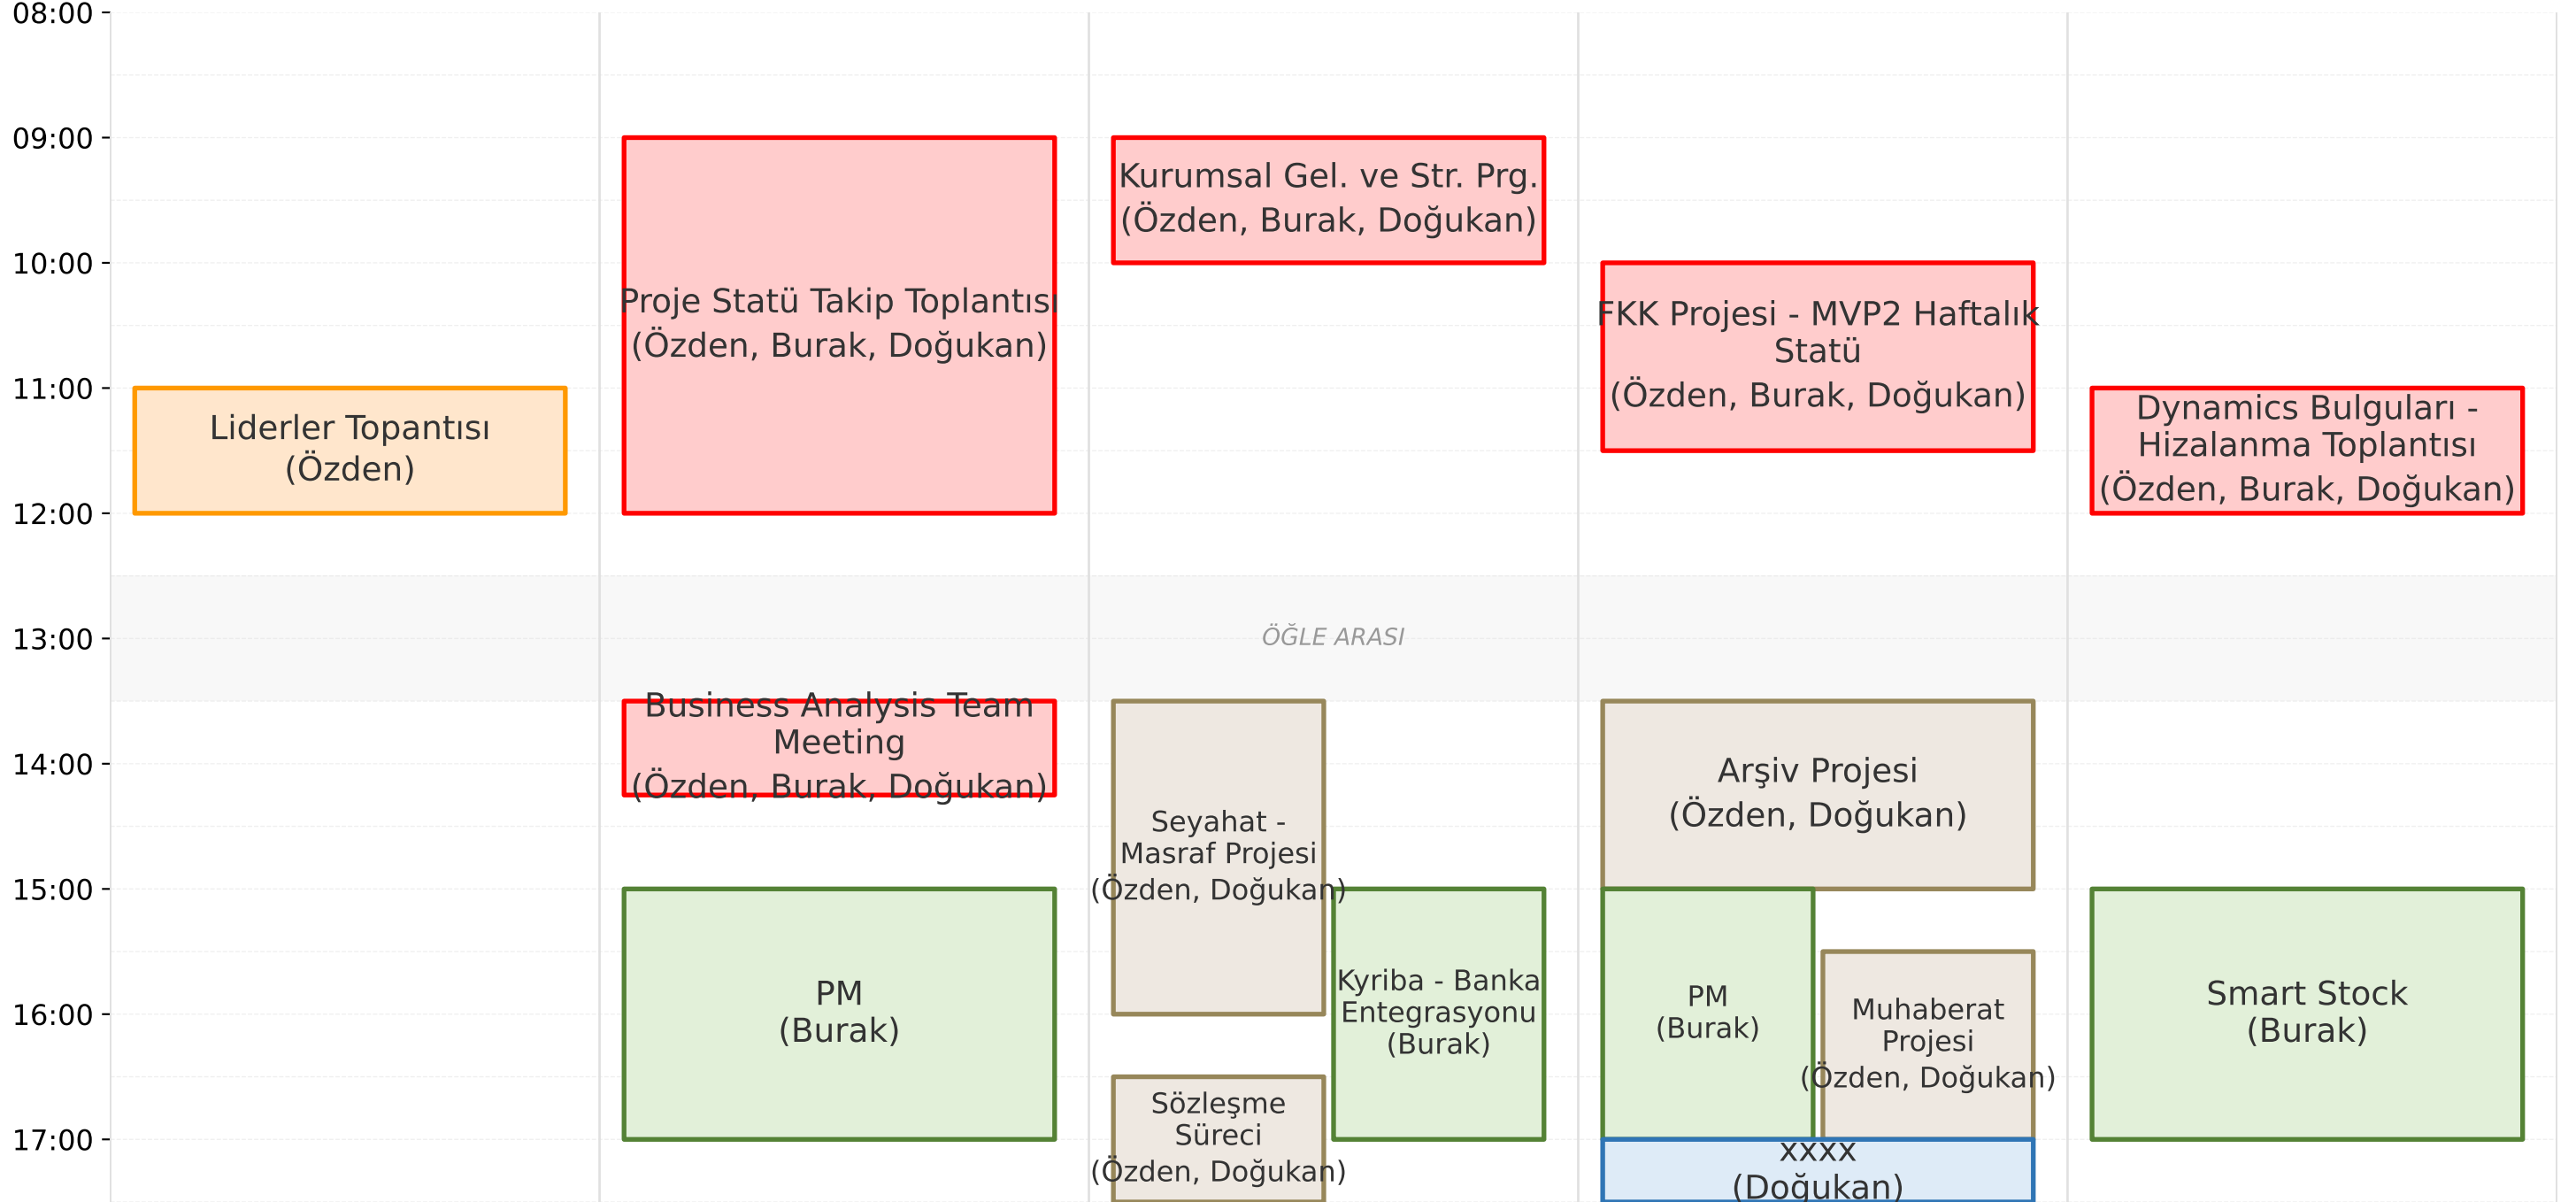 08:00
09:00
10:00
11:00
12:00
13:00
14:00
15:00
16:00
17:00
Liderler Topantısı
(Özden)
Proje Statü Takip Toplantısı
(Özden, Burak, Doğukan)
Business Analysis Team
Meeting
(Özden, Burak, Doğukan)
PM
(Burak)
Kurumsal Gel. ve Str. Prg.
(Özden, Burak, Doğukan)
ÖĞLE ARASI
Seyahat -
Masraf Projesi
(Özden, Doğukan)
Kyriba - Banka
Entegrasyonu
(Burak)
Sözleşme
Süreci
(Özden, Doğukan)
FKK Projesi - MVP2 Haftalık
Statü
(Özden, Burak, Doğukan)
Arşiv Projesi
(Özden, Doğukan)
PM
(Burak)
Muhaberat
Projesi
(Özden, Doğukan)
xxxx
(Doğukan)
Dynamics Bulguları -
Hizalanma Toplantısı
(Özden, Burak, Doğukan)
Smart Stock
(Burak)